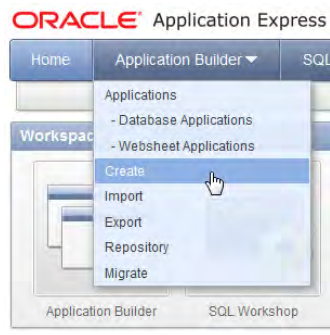 ORACLE Application Express
Home Application Builder SQL
Applications
- Database Applications
- Websheet Applications
Workspac
Create
Import
Export
Repository
Migrate
Application Builder SQL Workshop